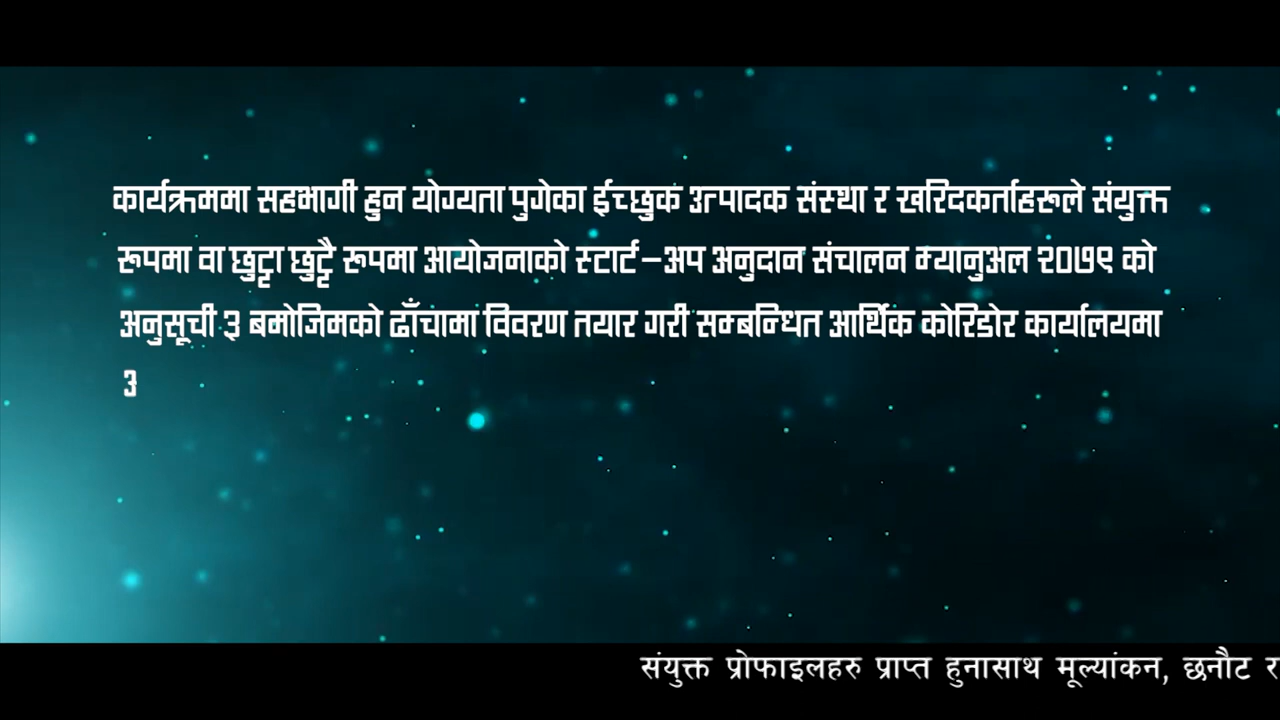 कार्यक्रममा सहभागी हुन योग्यता पुगेका ईच्छुक उत्पादक संस्था र खरिदकर्ताहरूले संयुक्त
रूपमा वा छुट्टा छुट्टै रूपमा आयोजनाको स्टार्ट–अप अनुदान संचालन म्यानुअल २०७९ को
अनुसूची ३ बमोजिमको ढाँचामा विवरण तयार गरी सम्बन्धित आर्थिक कोरिडोर कार्यालयमा
3
संयुक्त प्रोफाइलहरु प्राप्त हुनासाथ मूल्यांकन, छनौट र